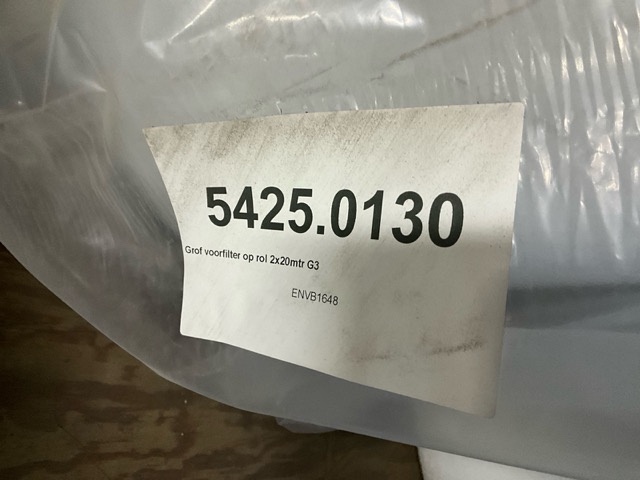 5425.0130
Grof voorfilter op rol 2x20mtr G3
ENVB1648